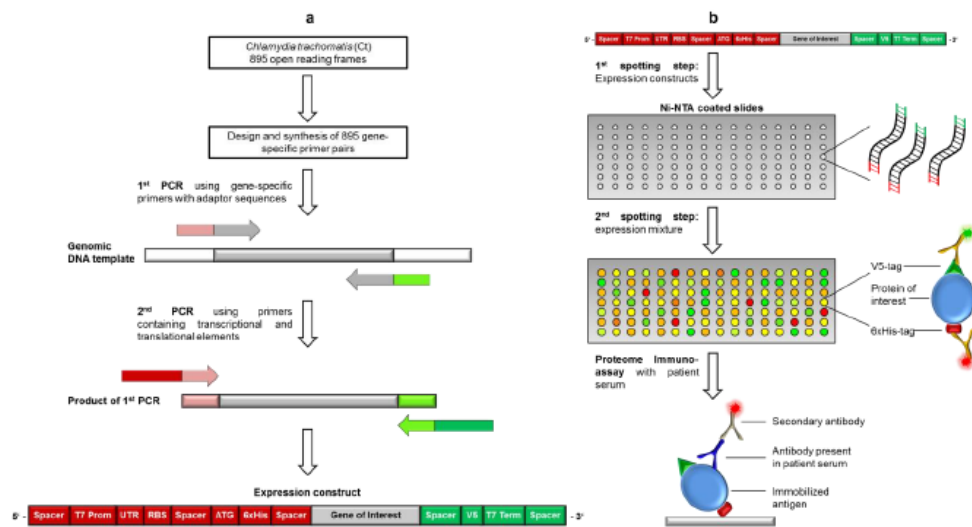 a
Chlamydia trachomatis (Ct)
895 open reading frames
Design and synthesis of 895 gene-
specific primer pairs
1st PCR using gene-specific
primers with adaptor sequences
Genomic
DNA template
2nd PCR using primers
containing transcriptional and
translational elements
Product of 1st PCR
Expression construct
5' - Spacer T7 Prom UTR RBS Spacer ATG 6xHis Spacer Gene of Interest Spacer V5 T7 Term Spacer - 3'
b
5' - Spacer T7 Prom UTR RBS Spacer ATG 6xHis Spacer Gene of Interest Spacer V5 T7 Term Spacer - 3'
1st spotting step:
Expression constructs
Ni-NTA coated slides
2nd spotting step:
expression mixture
V5-tag
Protein of
interest
6xHis-tag
Proteome Immuno-
assay with patient
serum
Secondary antibody
Antibody present
in patient serum
Immobilized
antigen